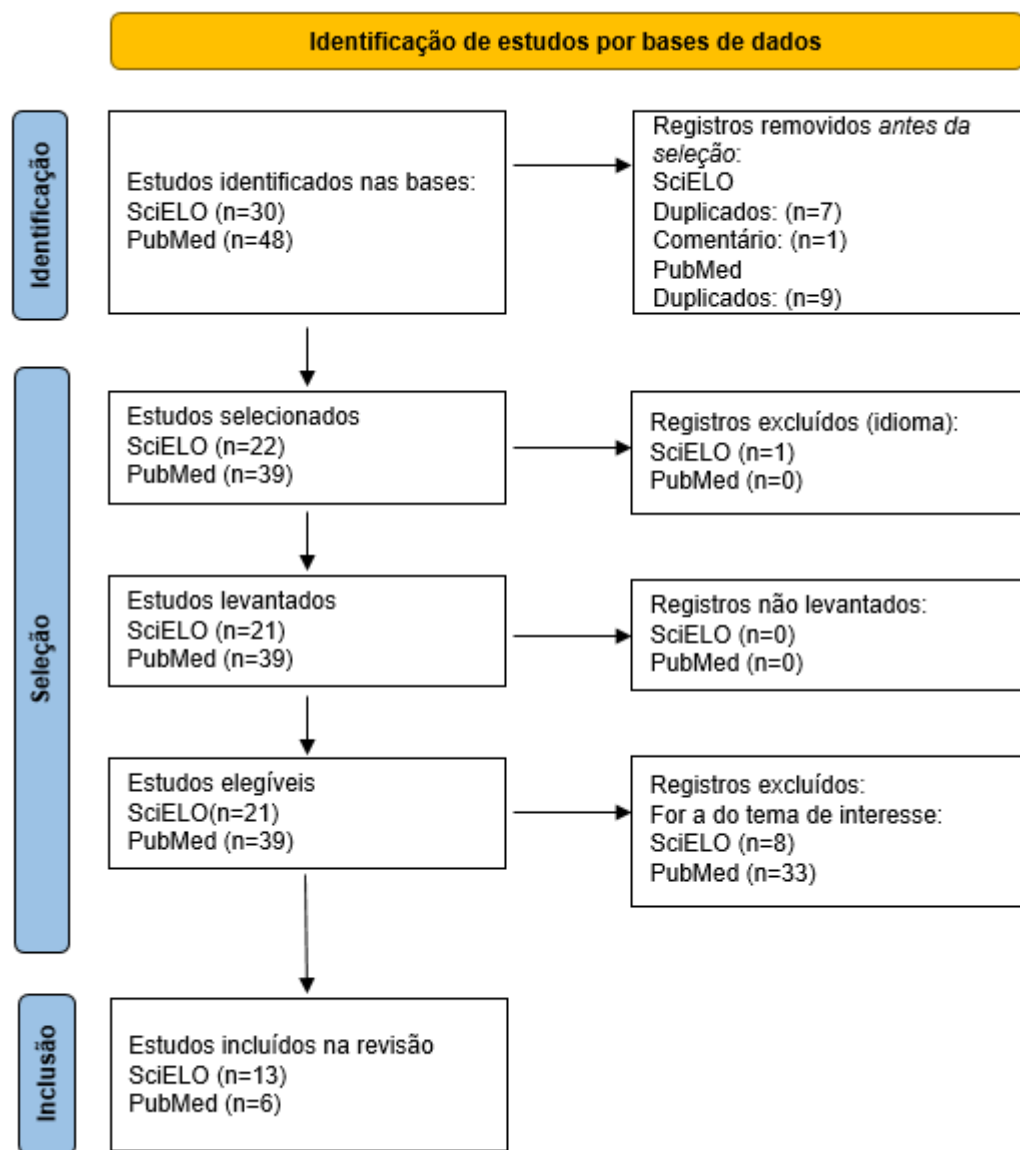 Identificação de estudos por bases de dados
Identificação
Estudos identificados nas bases:
SciELO (n=30)
PubMed (n=48)
Registros removidos antes da
seleção:
SciELO
Duplicados: (n=7)
Comentário: (n=1)
PubMed
Duplicados: (n=9)
Seleção
Estudos selecionados
SciELO (n=22)
PubMed (n=39)
Registros excluídos (idioma):
SciELO (n=1)
PubMed (n=0)
Estudos levantados
SciELO (n=21)
PubMed (n=39)
Registros não levantados:
SciELO (n=0)
PubMed (n=0)
Estudos elegíveis
SciELO(n=21)
PubMed (n=39)
Registros excluídos:
For a do tema de interesse:
SciELO (n=8)
PubMed (n=33)
Inclusão
Estudos incluídos na revisão
SciELO (n=13)
PubMed (n=6)